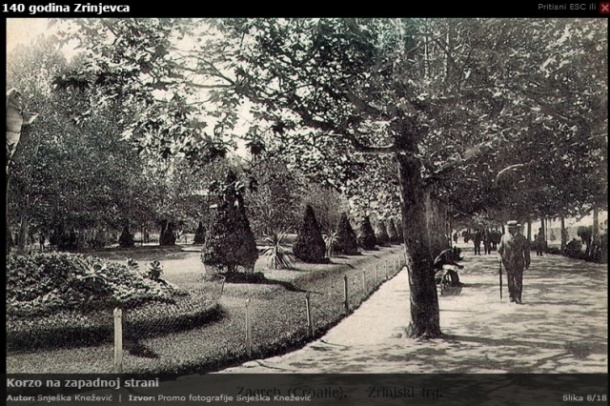 140 godina Zrinjevca
Pritisni ESC ili
Korzo na zapadnoj strani
Zagreb (Croatie). Zrinjski trg.
Autor: Snješka Knežević | Izvor: Promo fotografije Snješka Knežević
Slika 6/18